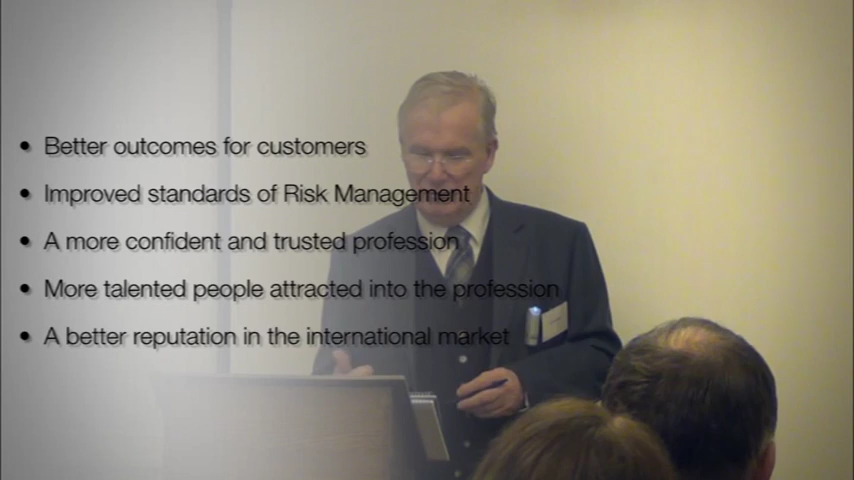 • Better outcomes for customers
• Improved standards of Risk Management
• A more confident and trusted profession
• More talented people attracted into the profession
• A better reputation in the international market